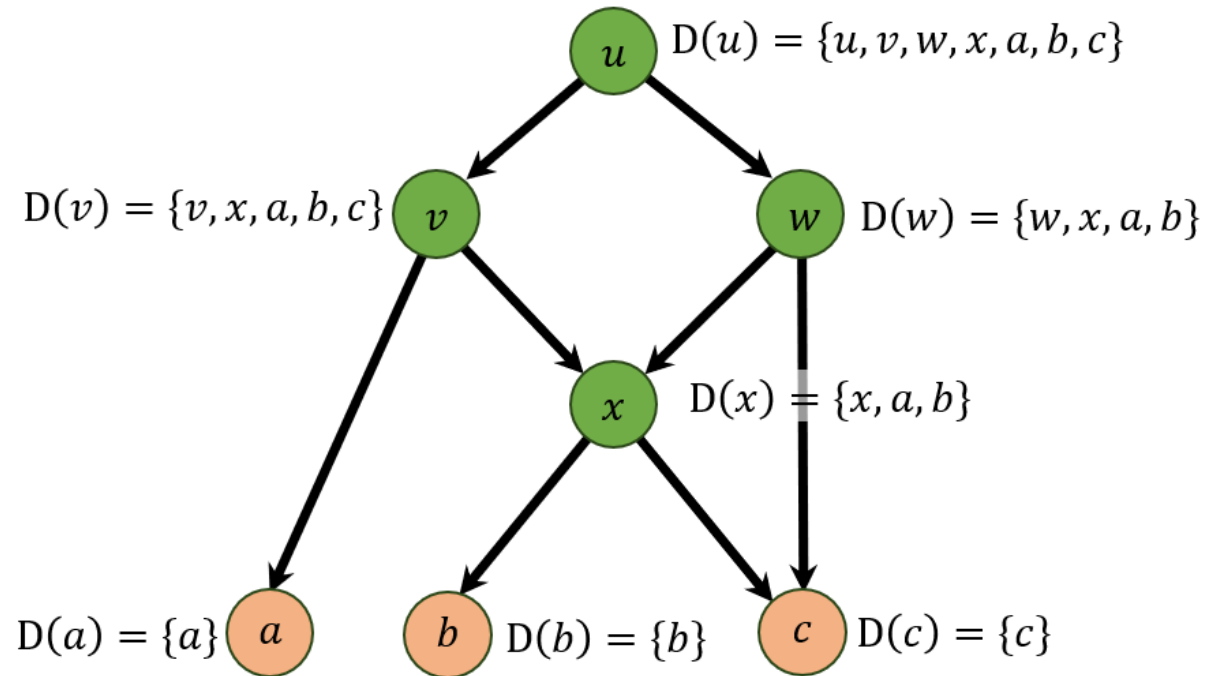 u
D(u) = {u, v, w, x, a, b, c}
D(v) = {v, x, a, b, c}
v
w
D(w) = {w, x, a, b}
x
D(x) = {x, a, b}
D(a) = {a}
a
b
D(b) = {b}
c
D(c) = {c}